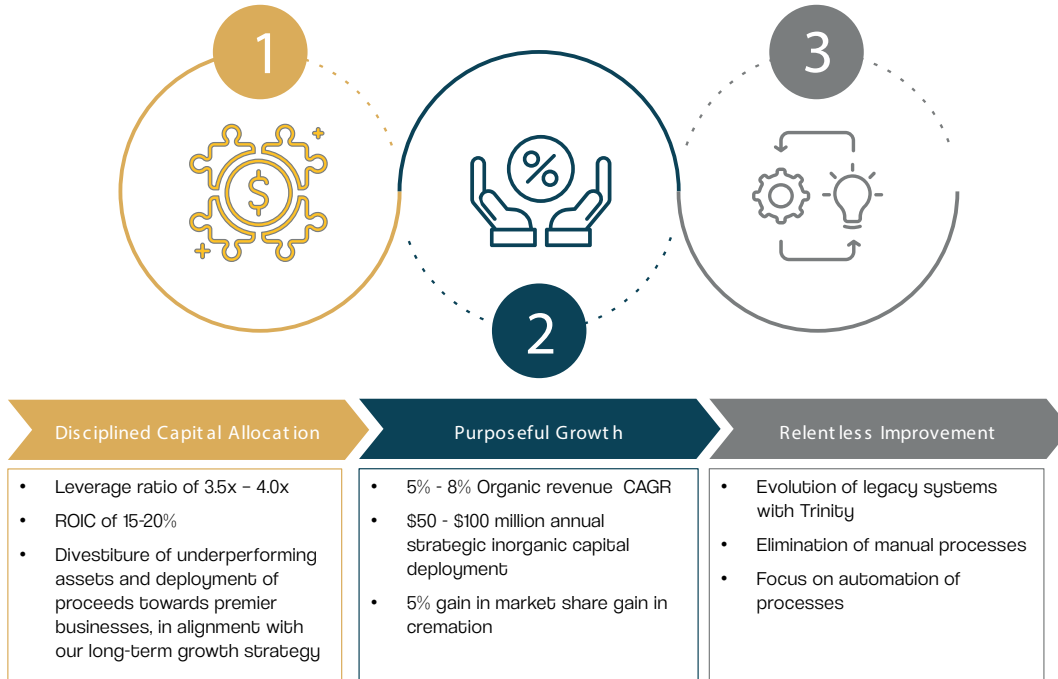 1
2
3
$
%
Disciplined Capital Allocation
• Leverage ratio of 3.5x – 4.0x
• ROIC of 15-20%
• Divestiture of underperforming
assets and deployment of
proceeds towards premier
businesses, in alignment with
our long-term growth strategy
Purposeful Growth
• 5% - 8% Organic revenue CAGR
• $50 - $100 million annual
strategic inorganic capital
deployment
• 5% gain in market share gain in
cremation
Relentless Improvement
• Evolution of legacy systems
with Trinity
• Elimination of manual processes
• Focus on automation of
processes